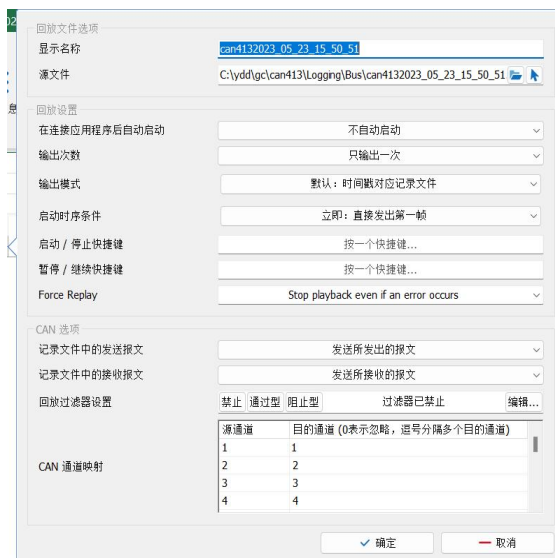 02
息
回放文件选项
显示名称 can4132023_05_23_15_50_51
源文件 C:\ydd\gc\can413\Logging\Bus\can4132023_05_23_15_50_51
回放设置
在连接应用程序后自动启动 不自动启动
输出次数 只输出一次
输出模式 默认：时间戳对应记录文件
启动时序条件 立即：直接发出第一帧
启动 / 停止快捷键 按一个快捷键...
暂停 / 继续快捷键 按一个快捷键...
Force Replay Stop playback even if an error occurs
CAN 选项
记录文件中的发送报文 发送所发出的报文
记录文件中的接收报文 发送所接收的报文
回放过滤器设置 禁止 通过型 阻止型 过滤器已禁止 编辑...
CAN 通道映射
源通道 目的通道 (0表示忽略，逗号分隔多个目的通道)
1 1
2 2
3 3
4 4
确定 取消